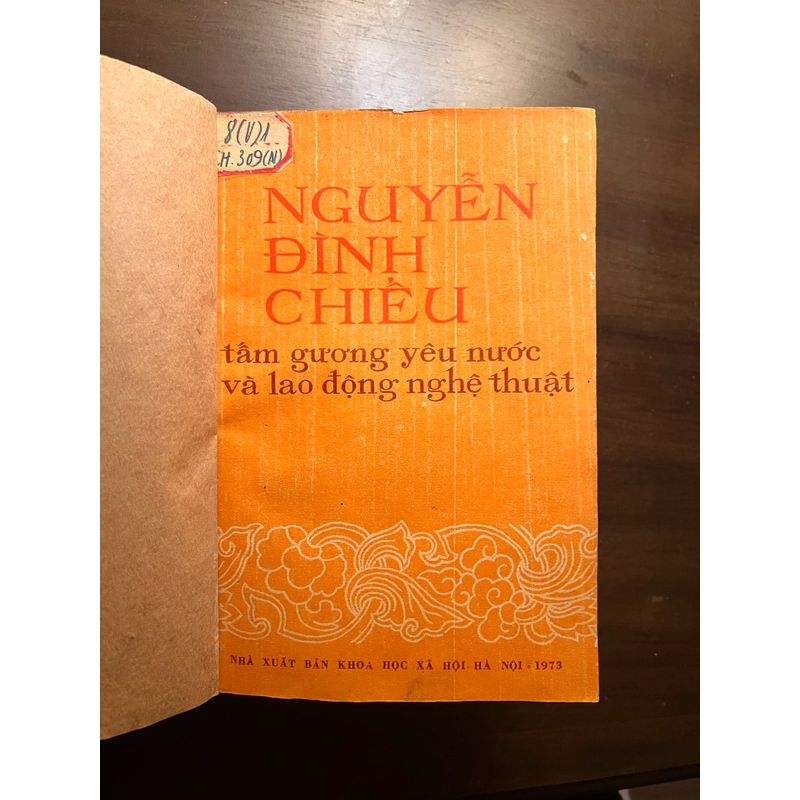 8(V)1
CH.309(N)
NGUYỄN
ĐÌNH
CHIỂU
tấm gương yêu nước
và lao động nghệ thuật
NHÀ XUẤT BẢN KHOA HỌC XÃ HỘI HÀ NỘI - 1973